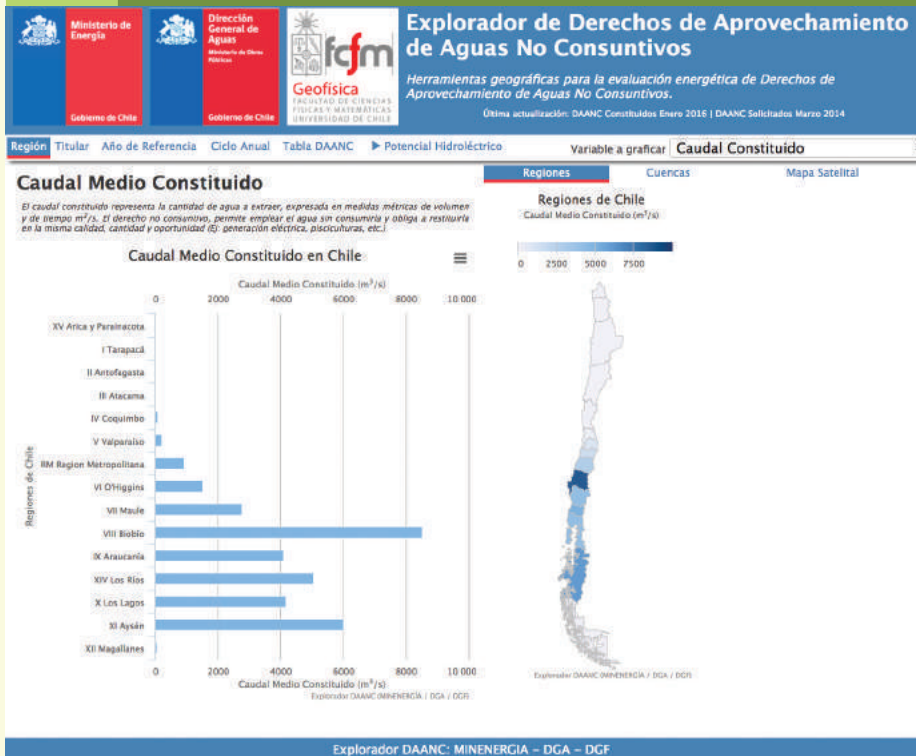 Ministerio de
Energía
Gobierno de Chile
Dirección
General de
Aguas
Ministerio de Obras
Públicas
Gobierno de Chile
fcfm
Geofísica
FACULTAD DE CIENCIAS
FÍSICAS Y MATEMÁTICAS
UNIVERSIDAD DE CHILE
Explorador de Derechos de Aprovechamiento
de Aguas No Consuntivos
Herramientas geográficas para la evaluación energética de Derechos de
Aprovechamiento de Aguas No Consuntivos.
Última actualización: DAANC Constituidos Enero 2016 | DAANC Solicitados Marzo 2014
Región Titular Año de Referencia Ciclo Anual Tabla DAANC ▶ Potencial Hidroléctrico
Variable a graficar Caudal Constituído
Caudal Medio Constituido
El caudal constituido representa la cantidad de agua a extraer, expresada en medidas métricas de volumen
y de tiempo m³/s. El derecho no consuntivo, permite emplear el agua sin consumirla y obliga a restituirla
en la misma calidad, cantidad y oportunidad (Ej: generación eléctrica, pisciculturas, etc.)
Caudal Medio Constituido en Chile
Caudal Medio Constituido (m³/s)
0 2000 4000 6000 8000 10 000
Regiones de Chile
XV Arica y Parainacota
I Tarapacá
II Antofagasta
III Atacama
IV Coquimbo
V Valparaíso
RM Region Metropolitana
VI O'Higgins
VII Maule
VIII Biobío
IX Araucanía
XIV Los Ríos
X Los Lagos
XI Aysén
XII Magallanes
0 2000 4000 6000 8000 10 000
Caudal Medio Constituido (m³/s)
Explorador DAANC (MINENERGÍA / DGA / DGF)
Regiones Cuencas Mapa Satelital
Regiones de Chile
Caudal Medio Constituido (m³/s)
0 2500 5000 7500
Explorador DAANC (MINENERGÍA / DGA / DGF)
Explorador DAANC: MINENERGIA – DGA – DGF